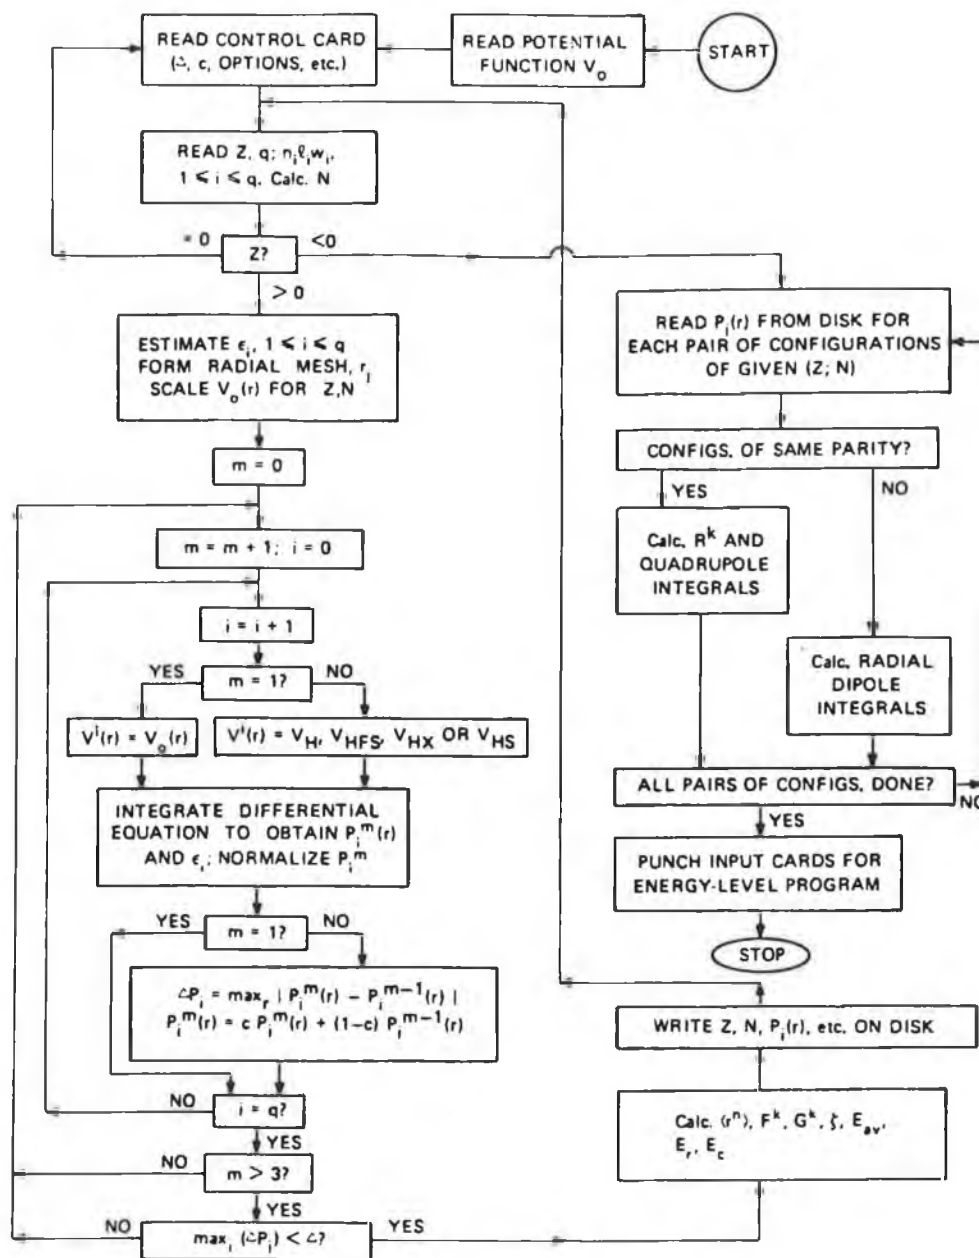 START
READ POTENTIAL
FUNCTION V₀
READ CONTROL CARD
(△, c, OPTIONS, etc.)
READ Z, q; nᵢℓᵢwᵢ,
1 ⩽ i ⩽ q. Calc. N
= 0
Z?
<0
> 0
ESTIMATE ϵᵢ, 1 ⩽ i ⩽ q
FORM RADIAL MESH, rⱼ
SCALE V₀(r) FOR Z,N
m = 0
m = m + 1; i = 0
i = i + 1
YES
m = 1?
NO
Vⁱ(r) = V₀(r)
Vⁱ(r) = V_H, V_HFS, V_HX OR V_HS
INTEGRATE DIFFERENTIAL
EQUATION TO OBTAIN Pᵢᵐ(r)
AND ϵᵢ; NORMALIZE Pᵢᵐ
YES
m = 1?
NO
△Pᵢ = maxᵣ | Pᵢᵐ(r) − Pᵢᵐ⁻¹(r) |
Pᵢᵐ(r) = c Pᵢᵐ(r) + (1−c) Pᵢᵐ⁻¹(r)
NO
i = q?
YES
NO
m > 3?
YES
NO
maxᵢ (△Pᵢ) < △?
YES
READ Pᵢ(r) FROM DISK FOR
EACH PAIR OF CONFIGURATIONS
OF GIVEN (Z; N)
CONFIGS. OF SAME PARITY?
YES
NO
Calc. Rᵏ AND
QUADRUPOLE
INTEGRALS
Calc. RADIAL
DIPOLE
INTEGRALS
ALL PAIRS OF CONFIGS. DONE?
NO
YES
PUNCH INPUT CARDS FOR
ENERGY-LEVEL PROGRAM
STOP
WRITE Z, N, Pᵢ(r), etc. ON DISK
Calc. ⟨rⁿ⟩, Fᵏ, Gᵏ, ζ, E_av,
E_r, E_c